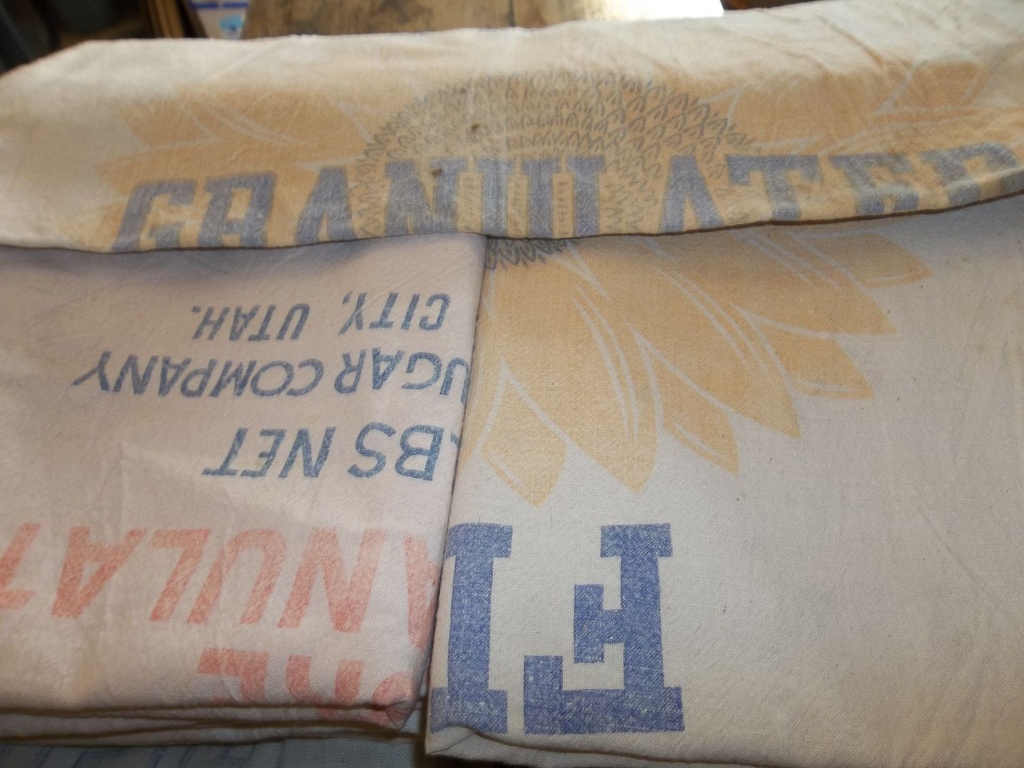 GRANULATED
CITY, UTAH.
UGAR COMPANY
BS NET
ANULAT